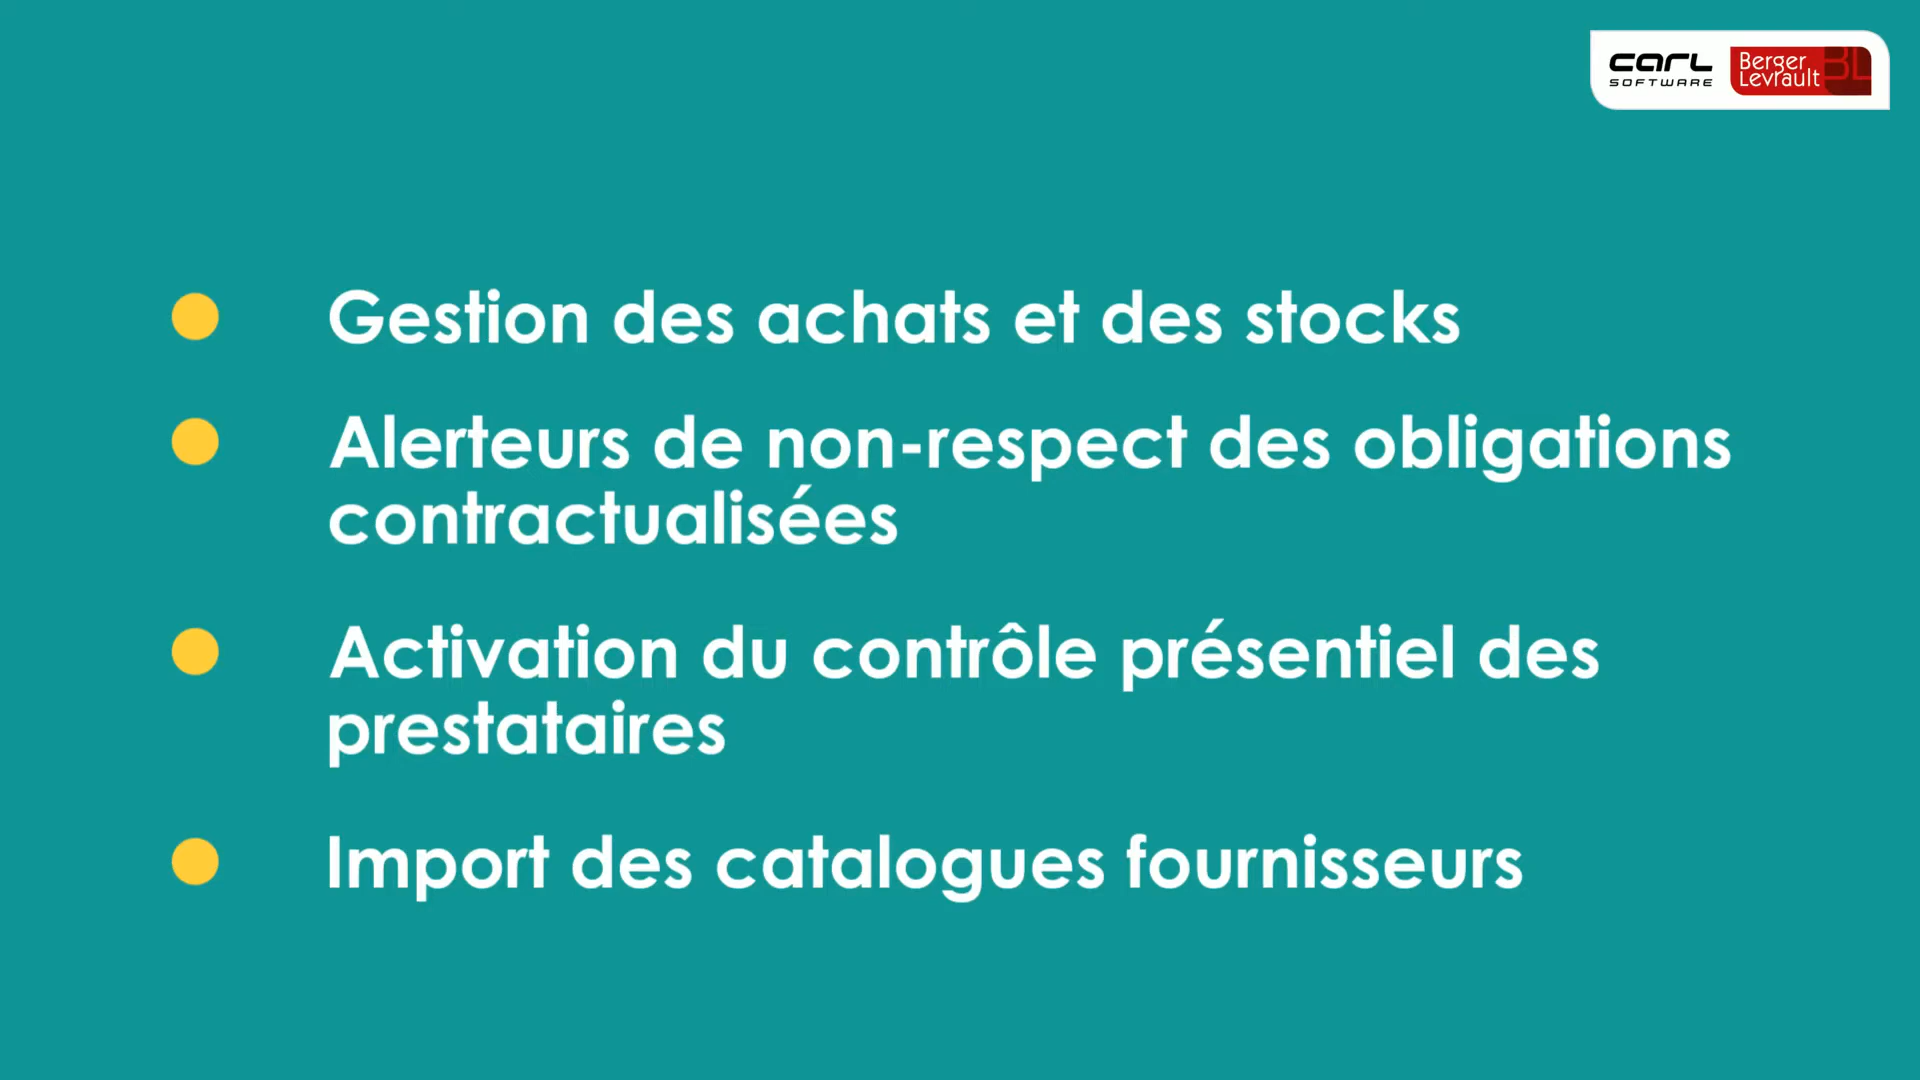 carl
SOFTWARE
Berger
Levrault
BL
Gestion des achats et des stocks
Alerteurs de non-respect des obligations
contractualisées
Activation du contrôle présentiel des
prestataires
Import des catalogues fournisseurs